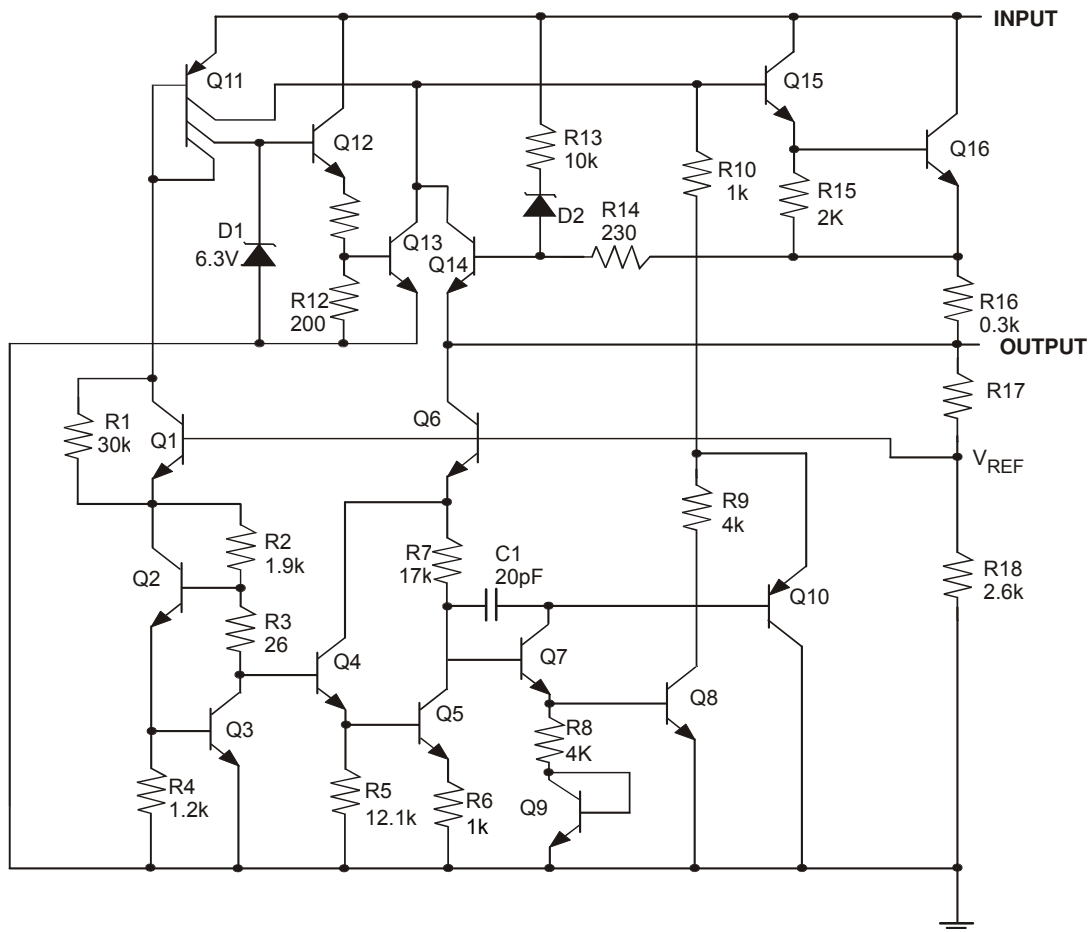 INPUT
Q11
Q15
Q12
R13
10k
R10
1k
Q16
R15
2K
D1
6.3V
D2
R14
230
Q13
Q14
R12
200
R16
0.3k
OUTPUT
R1
30k
Q1
Q6
R17
VREF
R9
4k
R2
1.9k
R7
17k
C1
20pF
Q2
R18
2.6k
Q10
R3
26
Q4
Q7
Q3
Q5
Q8
R8
4K
R4
1.2k
R5
12.1k
R6
1k
Q9